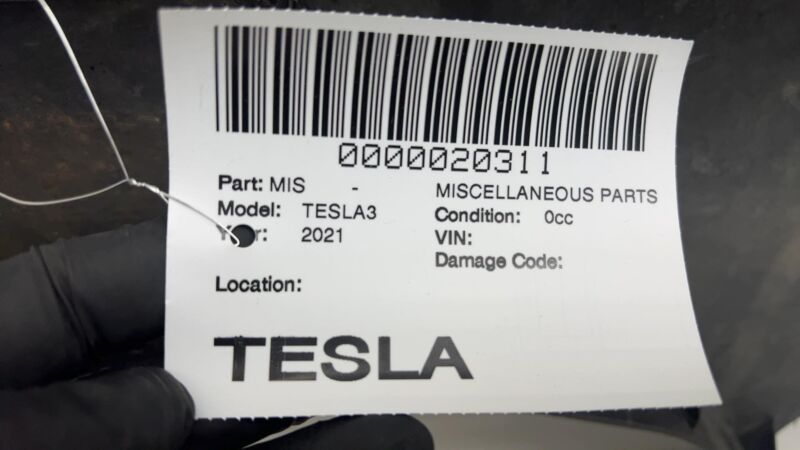 0000020311
Part: MIS - MISCELLANEOUS PARTS
Model: TESLA3 Condition: 0cc
2021 VIN:
Damage Code:
Location:
TESLA